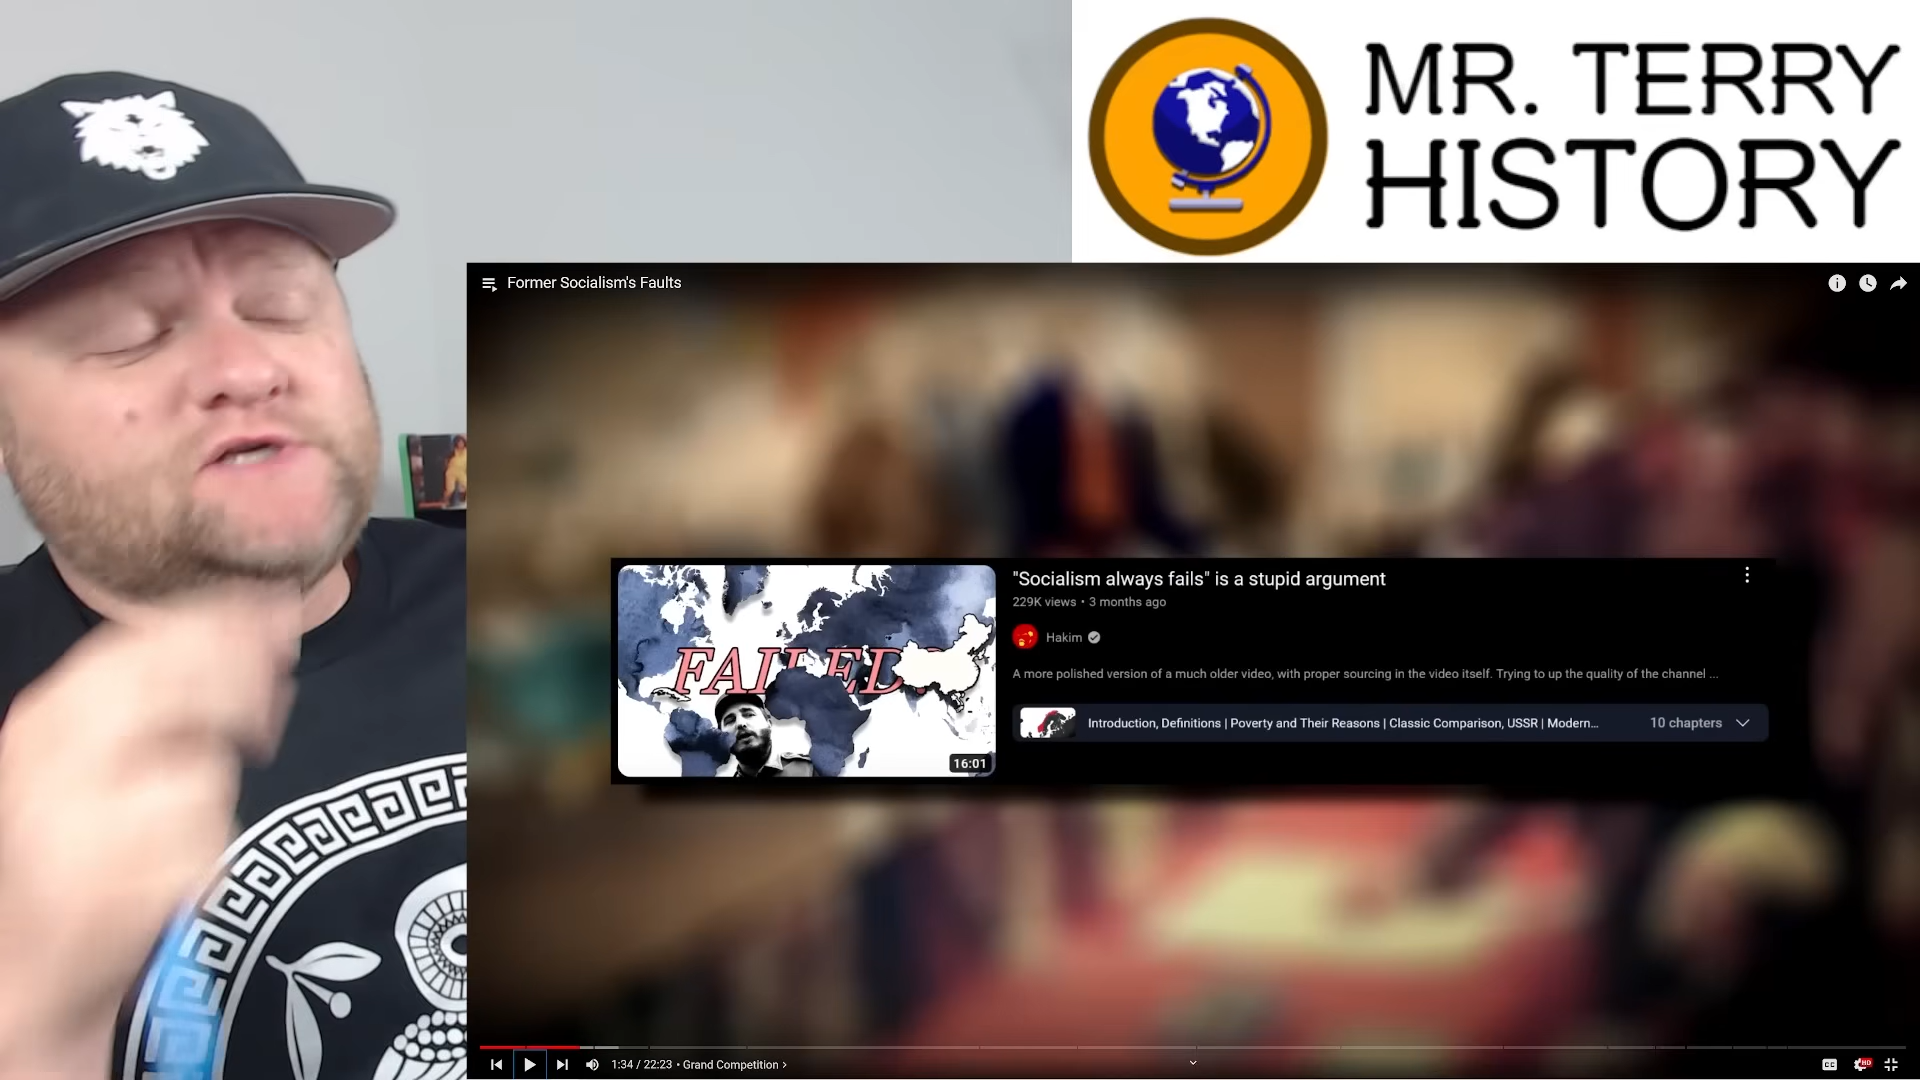 MR. TERRY
HISTORY
Former Socialism's Faults
FAILED?
16:01
"Socialism always fails" is a stupid argument
229K views • 3 months ago
Hakim
A more polished version of a much older video, with proper sourcing in the video itself. Trying to up the quality of the channel ...
Introduction, Definitions | Poverty and Their Reasons | Classic Comparison, USSR | Modern...
10 chapters
1:34 / 22:23 • Grand Competition ›
CC
HD